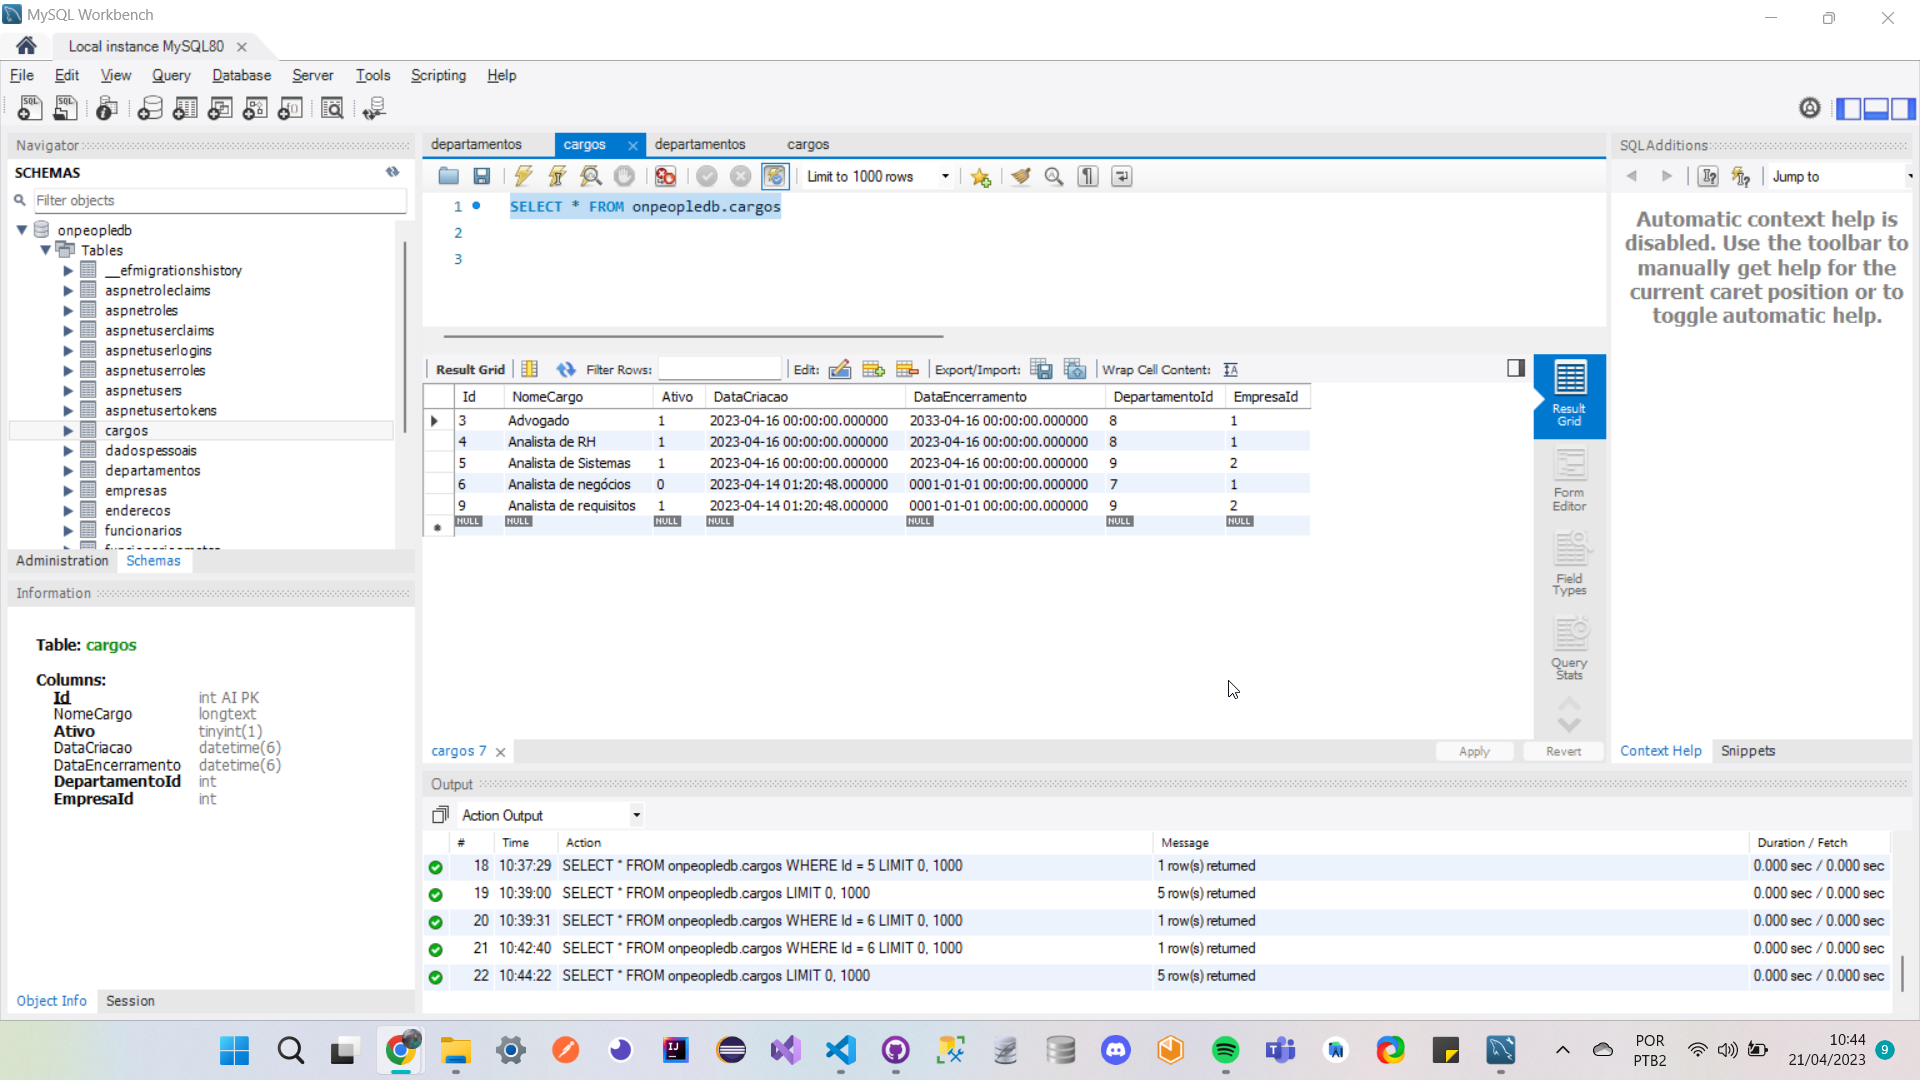 MySQL Workbench
Local instance MySQL80
File Edit View Query Database Server Tools Scripting Help
Navigator
SCHEMAS
Filter objects
onpeopledb
Tables
__efmigrationshistory
aspnetroleclaims
aspnetroles
aspnetuserclaims
aspnetuserlogins
aspnetuserroles
aspnetusers
aspnetusertokens
cargos
dadospessoais
departamentos
empresas
enderecos
funcionarios
Administration Schemas
Information
Table: cargos
Columns:
Id int AI PK
NomeCargo longtext
Ativo tinyint(1)
DataCriacao datetime(6)
DataEncerramento datetime(6)
DepartamentoId int
EmpresaId int
Object Info Session
departamentos cargos departamentos cargos
Limit to 1000 rows
1 SELECT * FROM onpeopledb.cargos
2
3
Result Grid Filter Rows: Edit: Export/Import: Wrap Cell Content:
Id NomeCargo Ativo DataCriacao DataEncerramento DepartamentoId EmpresaId
3 Advogado 1 2023-04-16 00:00:00.000000 2033-04-16 00:00:00.000000 8 1
4 Analista de RH 1 2023-04-16 00:00:00.000000 2023-04-16 00:00:00.000000 8 1
5 Analista de Sistemas 1 2023-04-16 00:00:00.000000 2023-04-16 00:00:00.000000 9 2
6 Analista de negócios 0 2023-04-14 01:20:48.000000 0001-01-01 00:00:00.000000 7 1
9 Analista de requisitos 1 2023-04-14 01:20:48.000000 0001-01-01 00:00:00.000000 9 2
NULL NULL NULL NULL NULL NULL NULL
Result
Grid
Form
Editor
Field
Types
Query
Stats
cargos 7
Apply Revert
SQLAdditions
Jump to
Automatic context help is
disabled. Use the toolbar to
manually get help for the
current caret position or to
toggle automatic help.
Context Help Snippets
Output
Action Output
# Time Action Message Duration / Fetch
18 10:37:29 SELECT * FROM onpeopledb.cargos WHERE Id = 5 LIMIT 0, 1000 1 row(s) returned 0.000 sec / 0.000 sec
19 10:39:00 SELECT * FROM onpeopledb.cargos LIMIT 0, 1000 5 row(s) returned 0.000 sec / 0.000 sec
20 10:39:31 SELECT * FROM onpeopledb.cargos WHERE Id = 6 LIMIT 0, 1000 1 row(s) returned 0.000 sec / 0.000 sec
21 10:42:40 SELECT * FROM onpeopledb.cargos WHERE Id = 6 LIMIT 0, 1000 1 row(s) returned 0.000 sec / 0.000 sec
22 10:44:22 SELECT * FROM onpeopledb.cargos LIMIT 0, 1000 5 row(s) returned 0.000 sec / 0.000 sec
POR
PTB2
10:44
21/04/2023
9